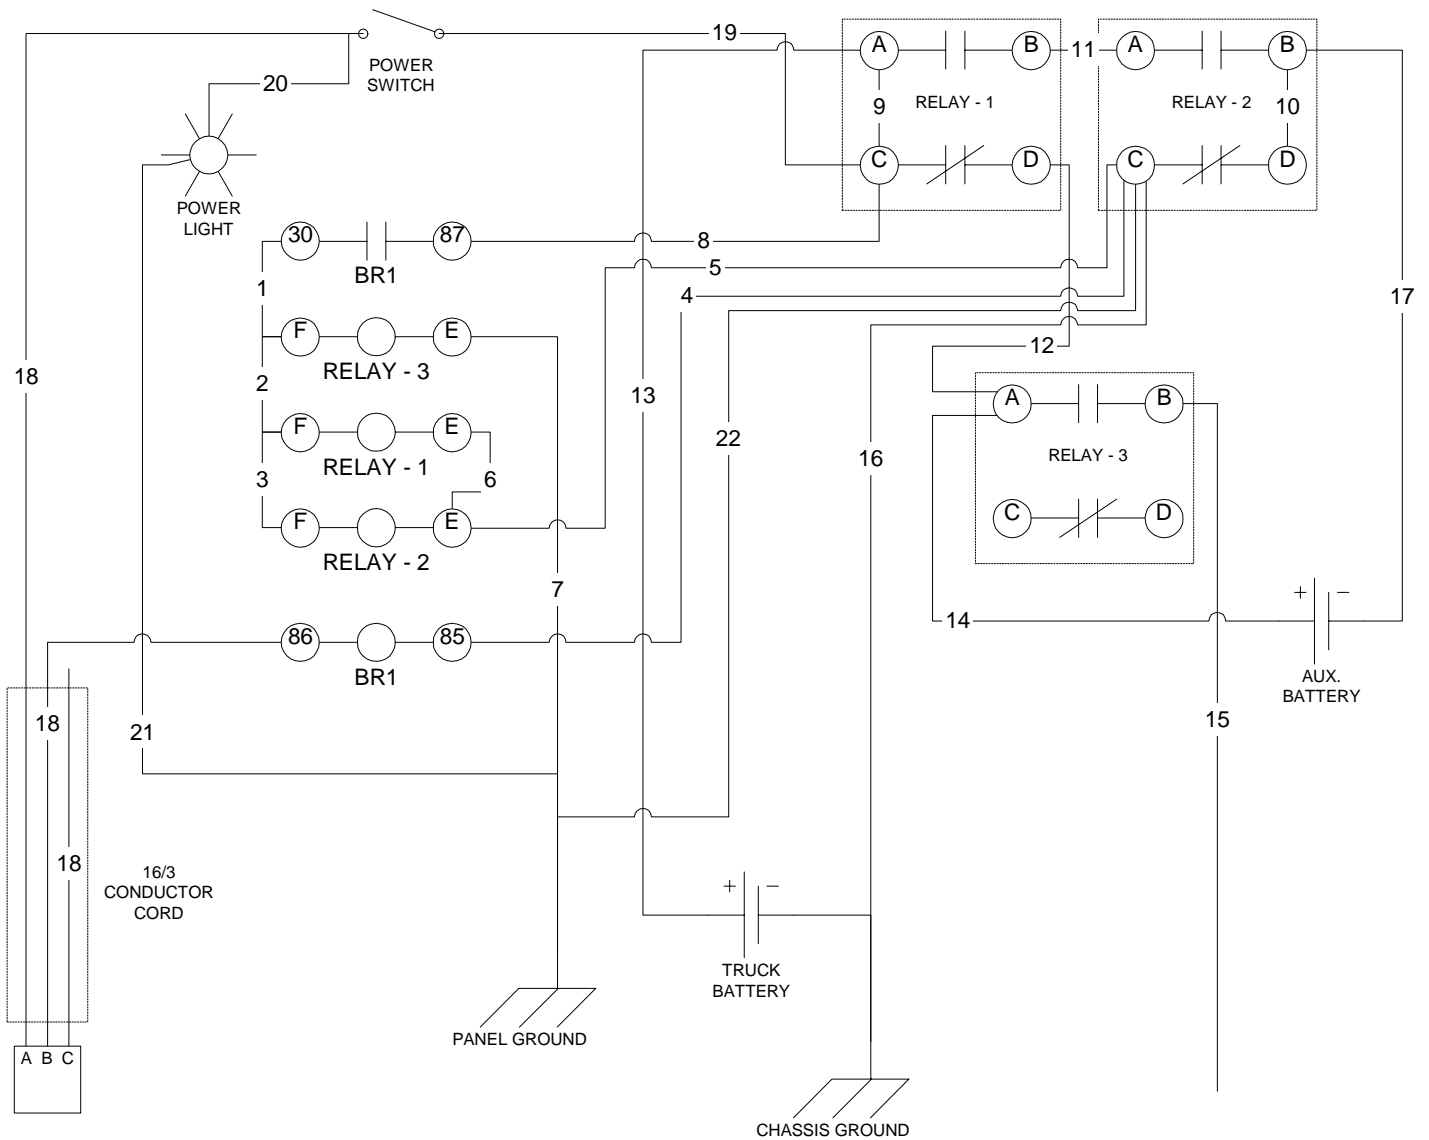 19
POWER
SWITCH
20
POWER
LIGHT
A
B
11
A
B
9
RELAY - 1
RELAY - 2
10
C
D
C
D
30
87
BR1
8
5
4
1
F
E
RELAY - 3
2
F
E
RELAY - 1
3
6
F
E
RELAY - 2
18
13
22
16
12
17
A
B
RELAY - 3
C
D
7
86
85
BR1
14
+
−
AUX.
BATTERY
15
18
21
18
16/3
CONDUCTOR
CORD
+
−
TRUCK
BATTERY
PANEL GROUND
A B C
CHASSIS GROUND